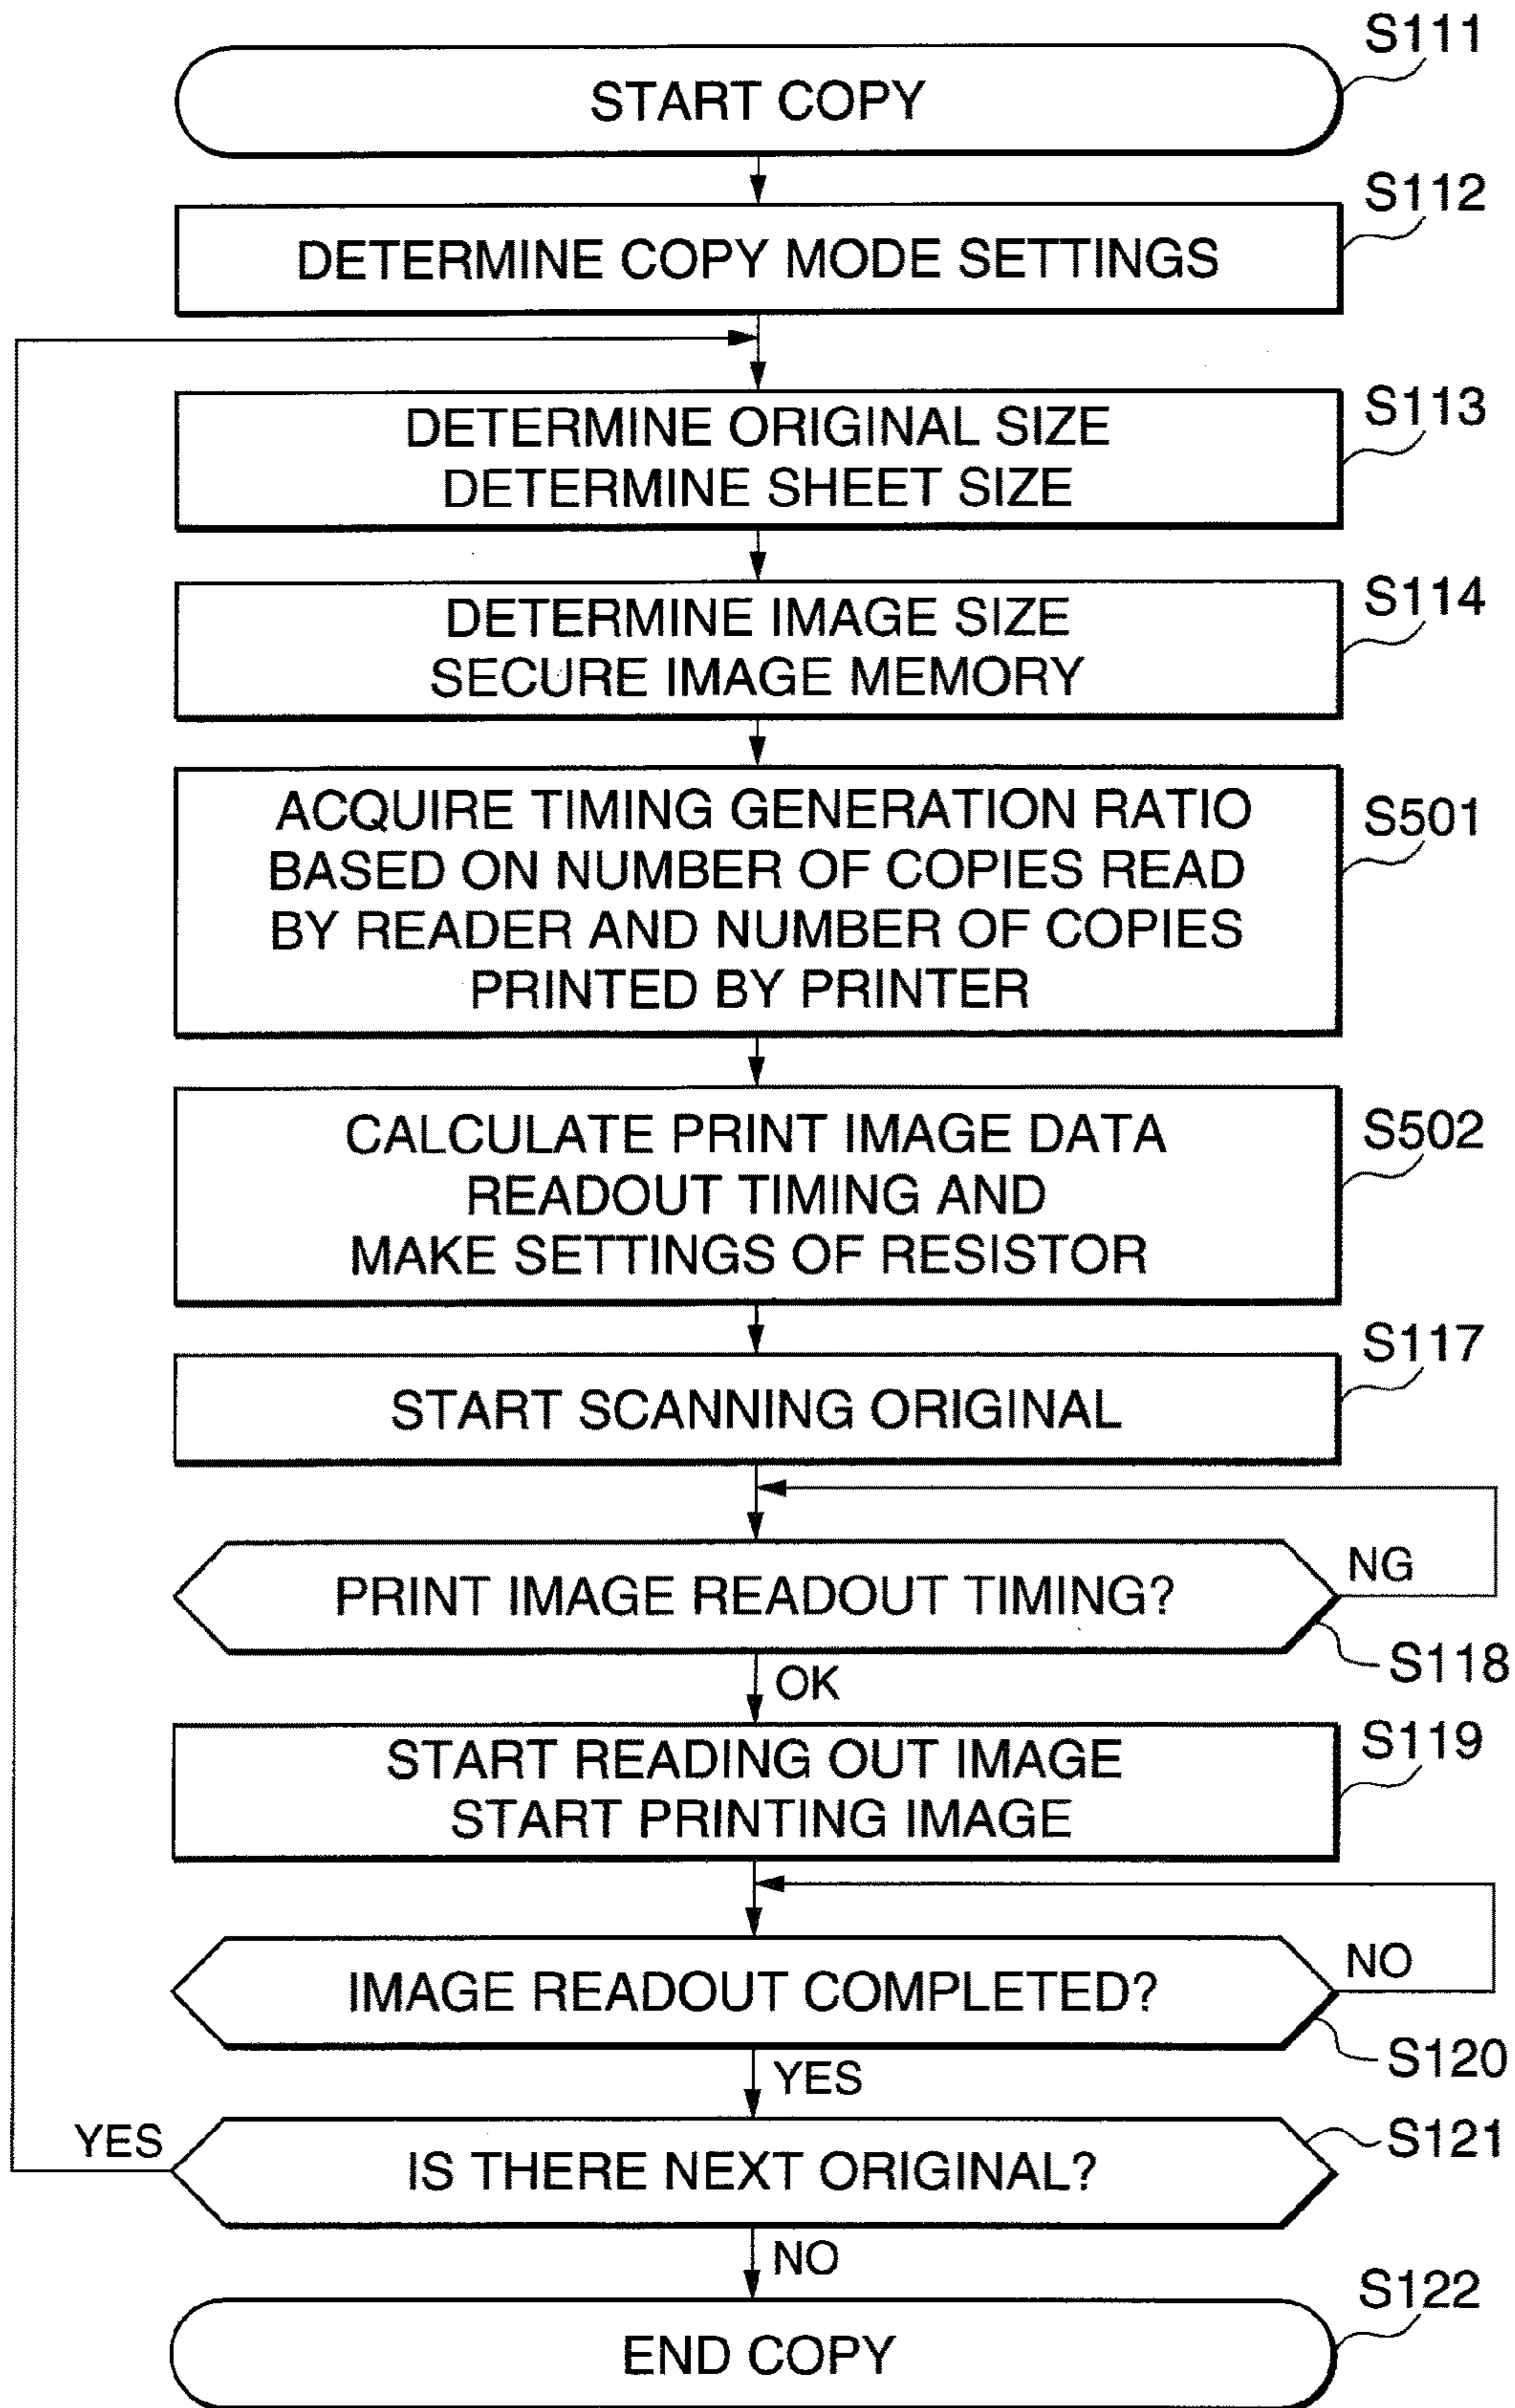 S111
START COPY
S112
DETERMINE COPY MODE SETTINGS
S113
DETERMINE ORIGINAL SIZE
DETERMINE SHEET SIZE
S114
DETERMINE IMAGE SIZE
SECURE IMAGE MEMORY
S501
ACQUIRE TIMING GENERATION RATIO
BASED ON NUMBER OF COPIES READ
BY READER AND NUMBER OF COPIES
PRINTED BY PRINTER
S502
CALCULATE PRINT IMAGE DATA
READOUT TIMING AND
MAKE SETTINGS OF RESISTOR
S117
START SCANNING ORIGINAL
NG
PRINT IMAGE READOUT TIMING?
S118
OK
S119
START READING OUT IMAGE
START PRINTING IMAGE
NO
IMAGE READOUT COMPLETED?
S120
YES
YES
S121
IS THERE NEXT ORIGINAL?
NO
S122
END COPY